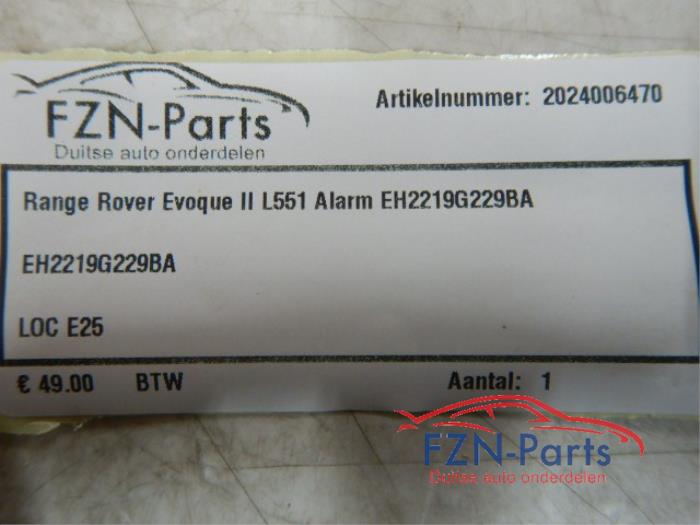 FZN-Parts
Duitse auto onderdelen
Artikelnummer: 2024006470
Range Rover Evoque II L551 Alarm EH2219G229BA
EH2219G229BA
LOC E25
€ 49.00 BTW Aantal: 1
FZN-Parts
Duitse auto onderdelen